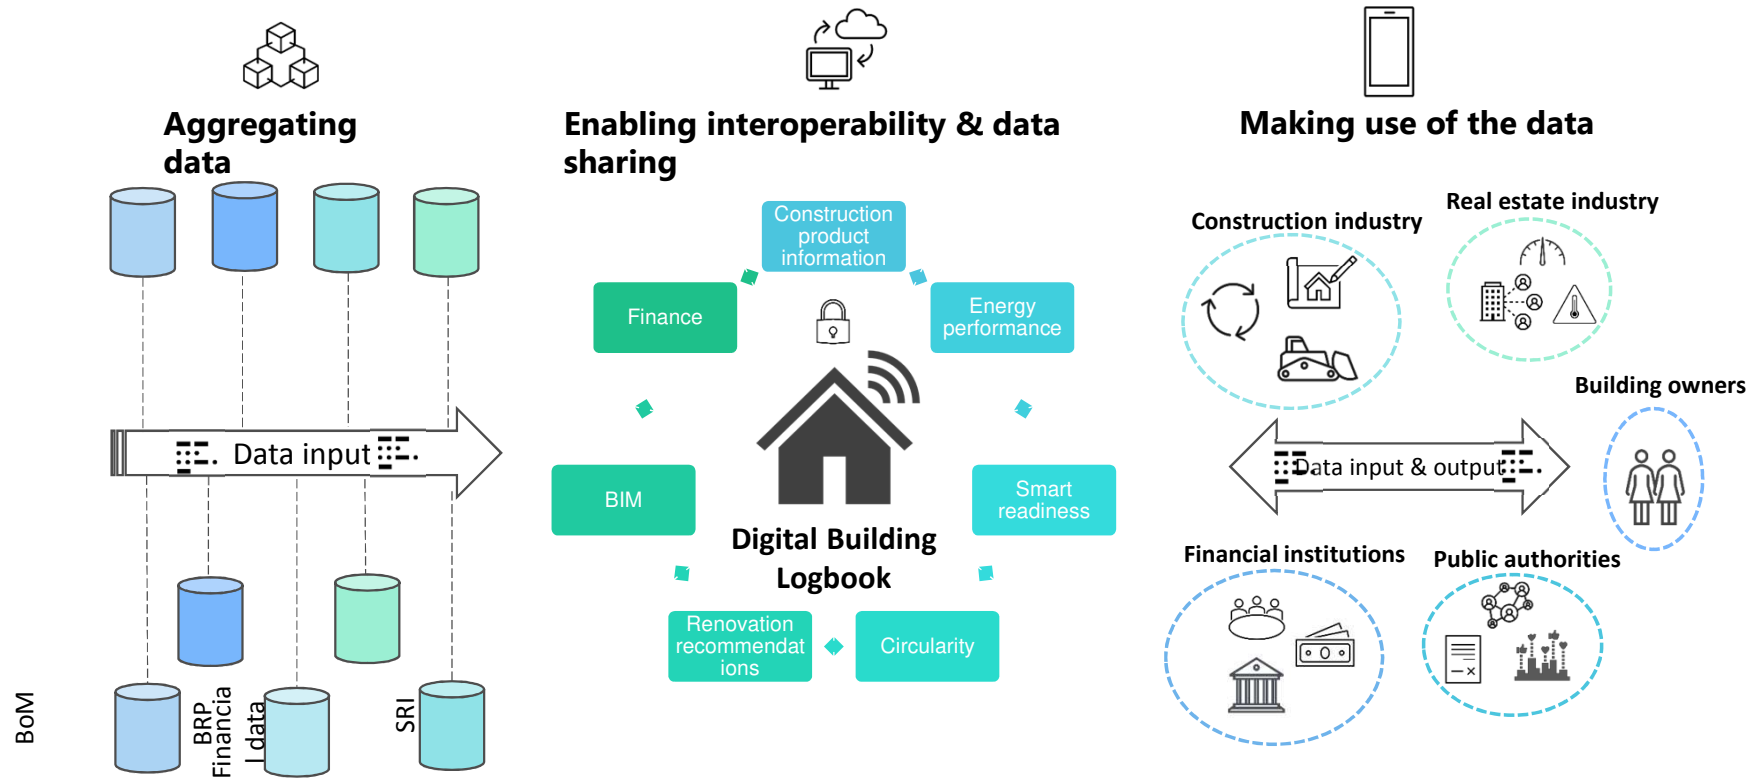 Aggregating
data
Enabling interoperability & data
sharing
Making use of the data
Construction
product
information
Finance
Energy
performance
BIM
Smart
readiness
Digital Building
Logbook
Renovation
recommendat
ions
Circularity
Data input
Construction industry
Real estate industry
Building owners
Data input & output
Financial institutions
Public authorities
BoM
BRP
Financia
l data
SRI